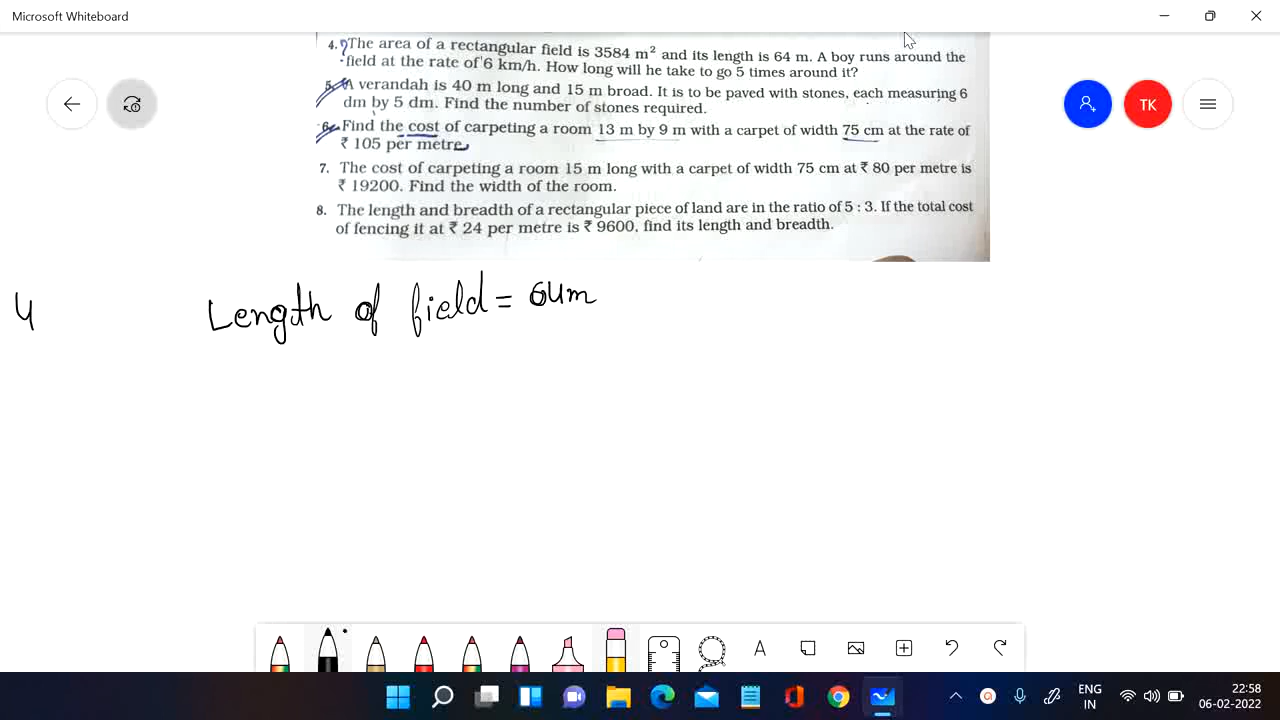 Microsoft Whiteboard
4. The area of a rectangular field is 3584 m² and its length is 64 m. A boy runs around the
field at the rate of 6 km/h. How long will he take to go 5 times around it?
5. A verandah is 40 m long and 15 m broad. It is to be paved with stones, each measuring 6
dm by 5 dm. Find the number of stones required.
6. Find the cost of carpeting a room 13 m by 9 m with a carpet of width 75 cm at the rate of
₹ 105 per metre.
7. The cost of carpeting a room 15 m long with a carpet of width 75 cm at ₹ 80 per metre is
₹ 19200. Find the width of the room.
8. The length and breadth of a rectangular piece of land are in the ratio of 5 : 3. If the total cost
of fencing it at ₹ 24 per metre is ₹ 9600, find its length and breadth.
TK
4 Length of field = 64m
A
ENG
IN
22:58
06-02-2022